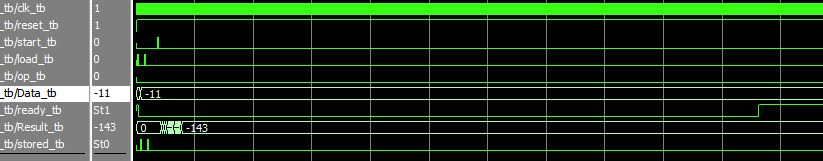 _tb/clk_tb 1
_tb/reset_tb 1
_tb/start_tb 0
_tb/load_tb 0
_tb/op_tb 0
_tb/Data_tb -11 -11
_tb/ready_tb St1
_tb/Result_tb -143 0 -143
_tb/stored_tb St0